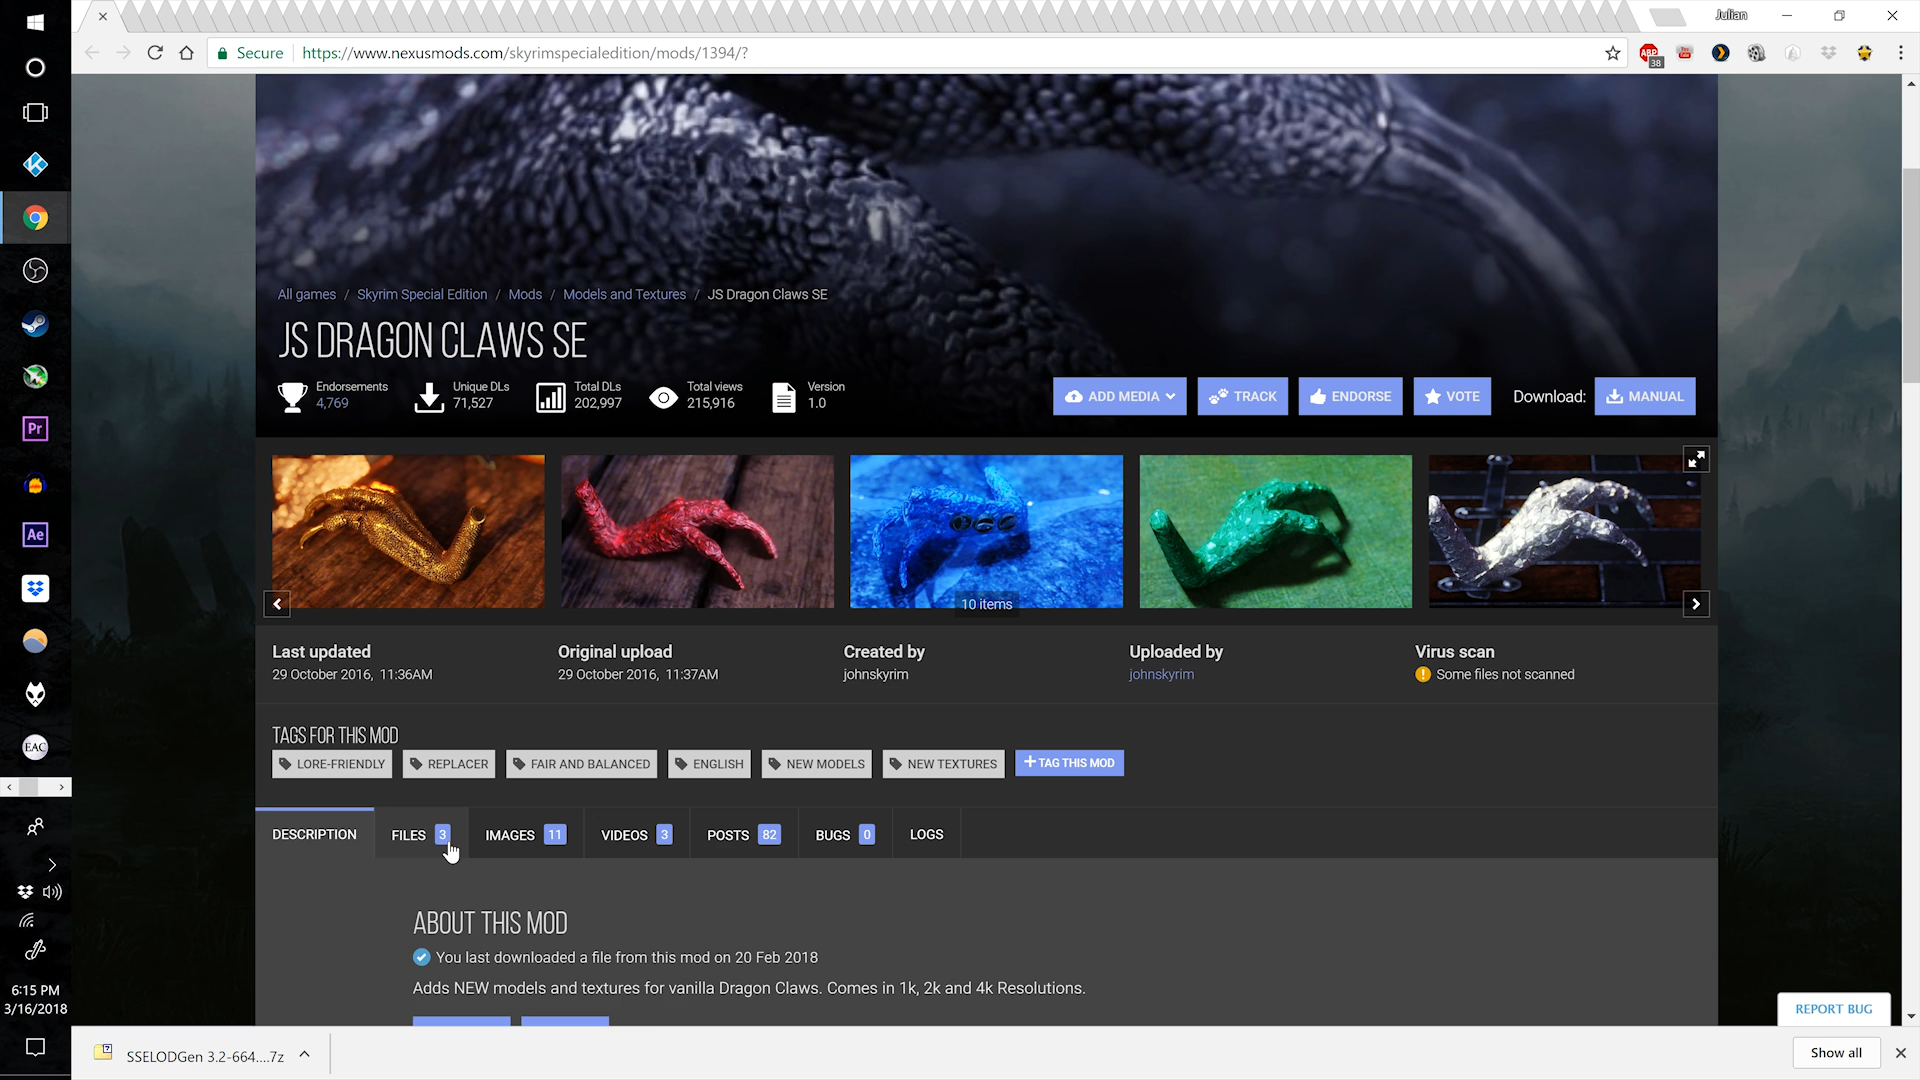 Julian
Secure https://www.nexusmods.com/skyrimspecialedition/mods/1394/?
ABP
38
All games / Skyrim Special Edition / Mods / Models and Textures / JS Dragon Claws SE
JS DRAGON CLAWS SE
Endorsements
4,769
Unique DLs
71,527
Total DLs
202,997
Total views
215,916
Version
1.0
ADD MEDIA
TRACK
ENDORSE
VOTE
Download:
MANUAL
10 items
Last updated
29 October 2016, 11:36AM
Original upload
29 October 2016, 11:37AM
Created by
johnskyrim
Uploaded by
johnskyrim
Virus scan
Some files not scanned
TAGS FOR THIS MOD
LORE-FRIENDLY
REPLACER
FAIR AND BALANCED
ENGLISH
NEW MODELS
NEW TEXTURES
TAG THIS MOD
DESCRIPTION
FILES 3
IMAGES 11
VIDEOS 3
POSTS 82
BUGS 0
LOGS
ABOUT THIS MOD
You last downloaded a file from this mod on 20 Feb 2018
Adds NEW models and textures for vanilla Dragon Claws. Comes in 1k, 2k and 4k Resolutions.
REPORT BUG
Pr
Ae
EAC
6:15 PM
3/16/2018
SSELODGen 3.2-664....7z
Show all